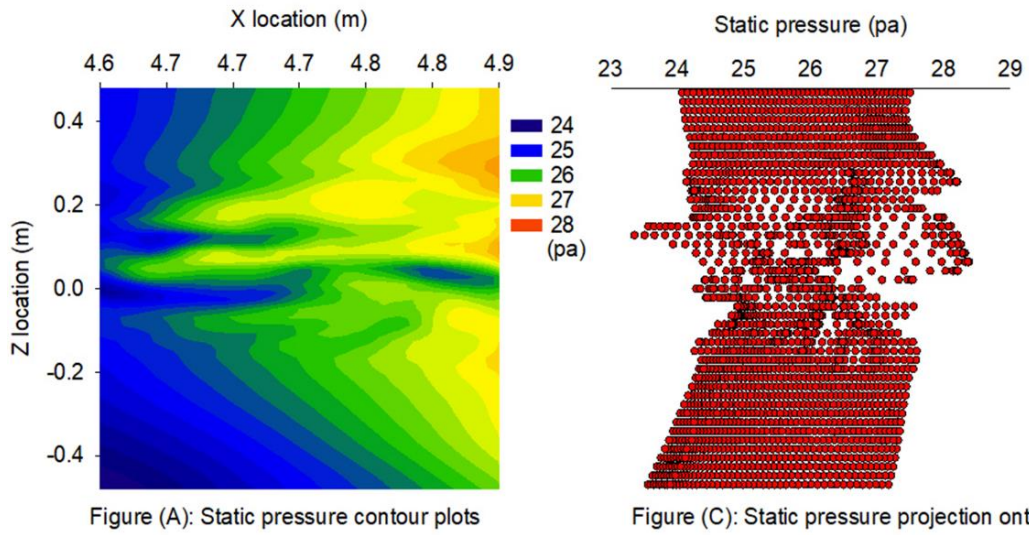 X location (m)
4.6 4.7 4.7 4.7 4.8 4.8 4.9
Static pressure (pa)
23 24 25 26 27 28 29
Z location (m)
0.4
0.2
0.0
-0.2
-0.4
24
25
26
27
28
(pa)
Figure (A): Static pressure contour plots
Figure (C): Static pressure projection ont